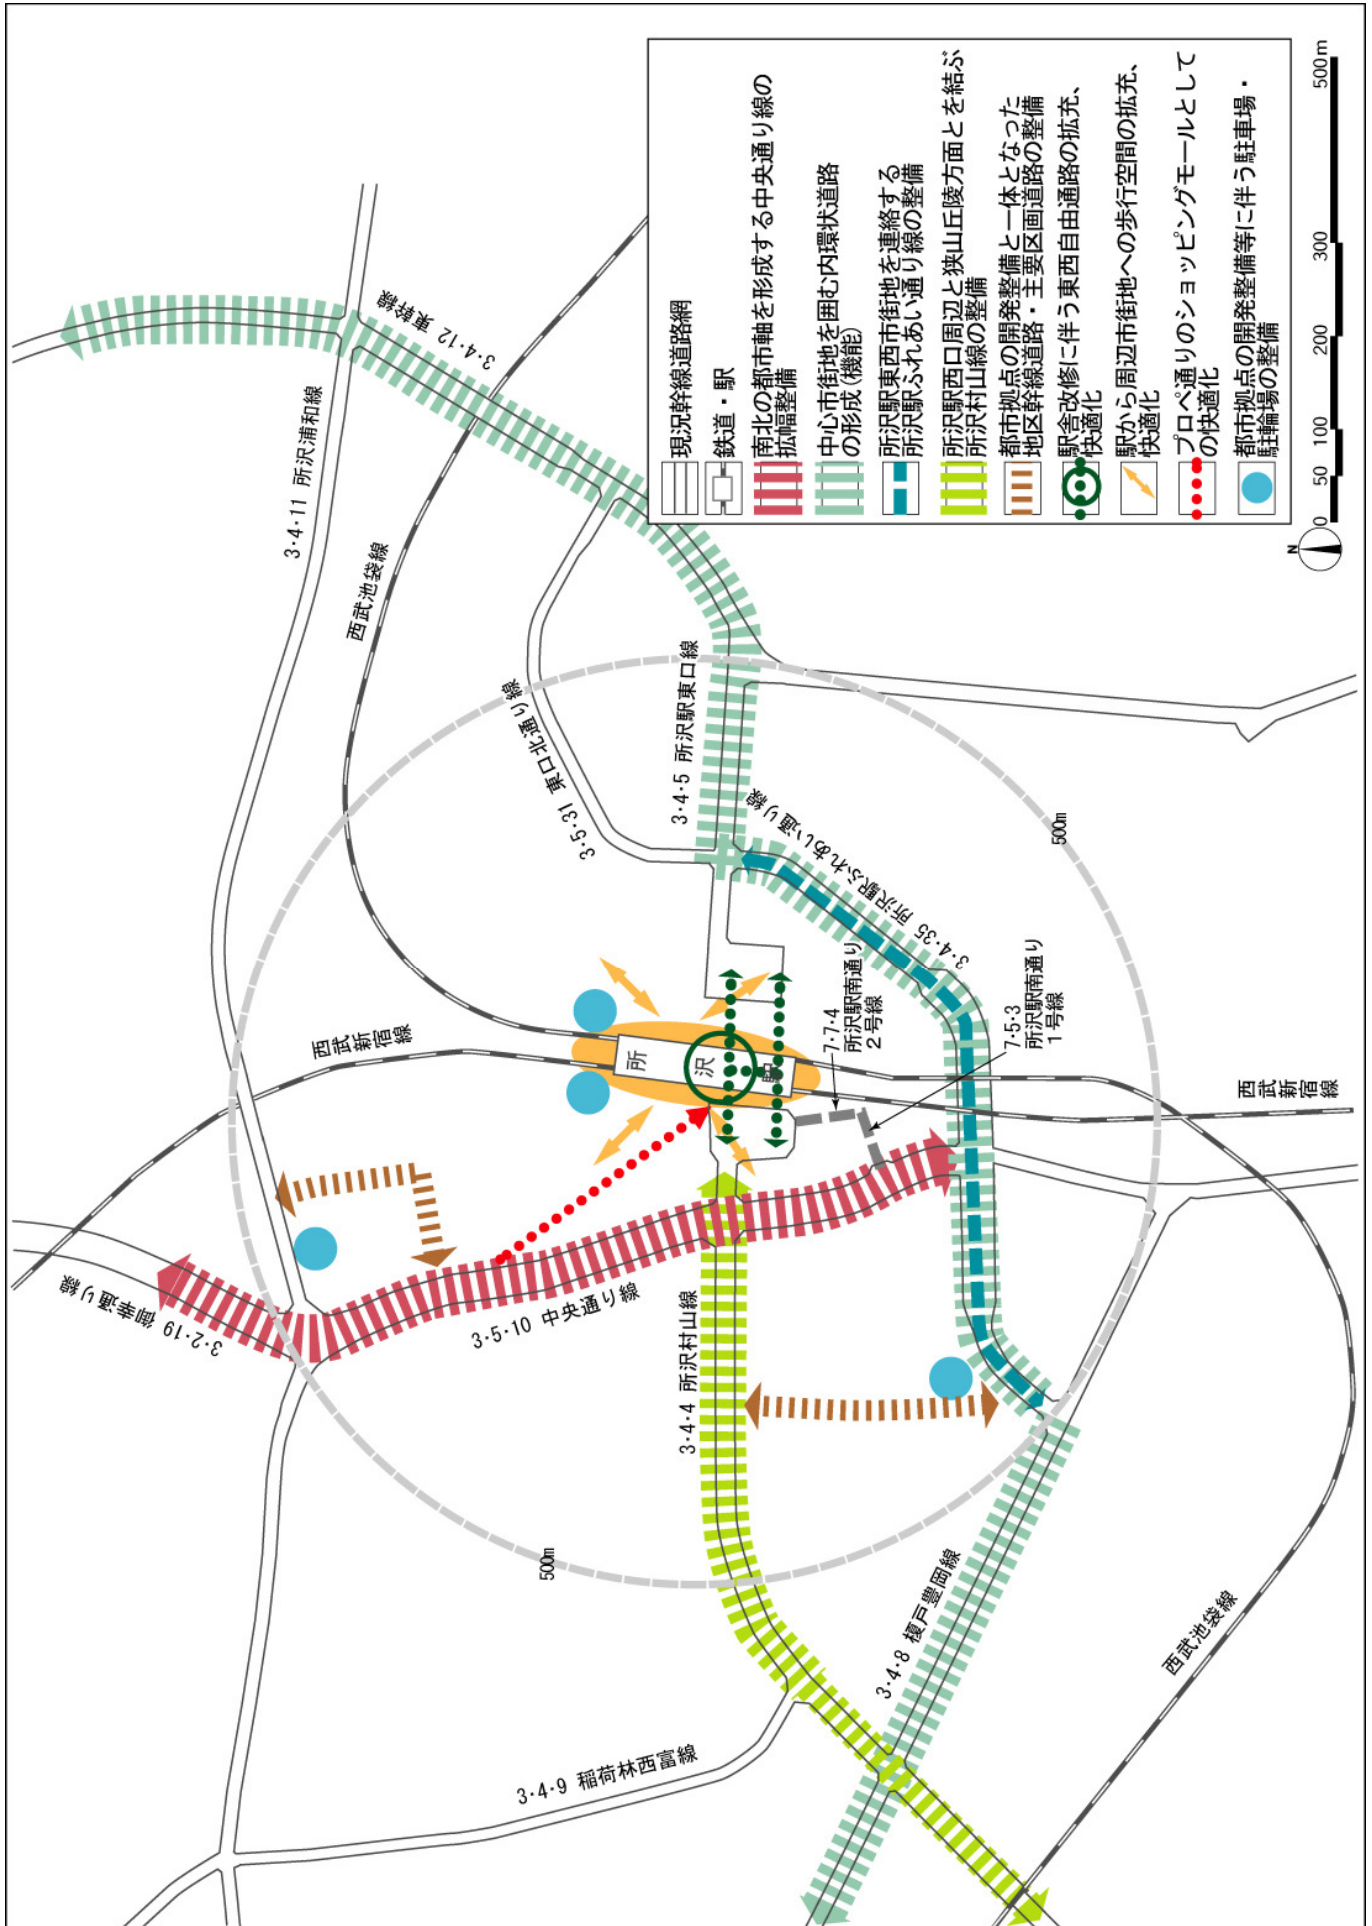 3・4・11 所沢浦和線
3・4・12 東幹線
西武池袋線
西武新宿線
3・5・31 東口北通り線
3・4・5 所沢駅東口線
3・4・35 所沢駅ふれあい通り線
500m
所沢駅
7・7・4
所沢駅南通り
２号線
7・5・3
所沢駅南通り
１号線
西武
新宿
線
3・2・19 御幸通り線
3・5・10 中央通り線
3・4・4 所沢村山線
500m
3・4・8 榎戸豊岡線
3・4・9 稲荷林西富線
西武池袋線
現況幹線道路網
鉄道・駅
南北の都市軸を形成する中央通り線の
拡幅整備
中心市街地を囲む内環状道路
の形成(機能)
所沢駅東西市街地を連絡する
所沢駅ふれあい通り線の整備
所沢駅西口周辺と狭山丘陵方面とを結ぶ
所沢村山線の整備
都市拠点の開発整備と一体となった
地区幹線道路・主要区画道路の整備
駅舎改修に伴う東西自由通路の拡充、
快適化
駅から周辺市街地への歩行空間の拡充、
快適化
プロペ通りのショッピングモールとして
の快適化
都市拠点の開発整備等に伴う駐車場・
駐輪場の整備
N
0 50 100 200 300 500m